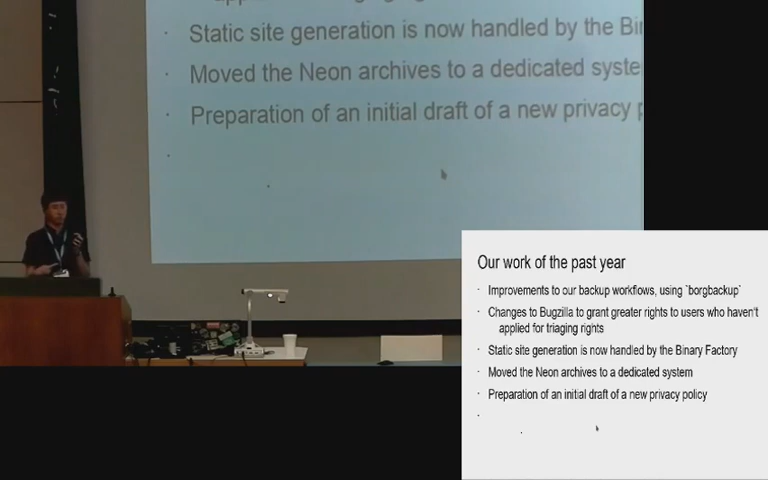 Static site generation is now handled by the Bi
Moved the Neon archives to a dedicated syste
Preparation of an initial draft of a new privacy p
Our work of the past year
· Improvements to our backup workflows, using `borgbackup`
· Changes to Bugzilla to grant greater rights to users who haven't
applied for triaging rights
· Static site generation is now handled by the Binary Factory
· Moved the Neon archives to a dedicated system
· Preparation of an initial draft of a new privacy policy